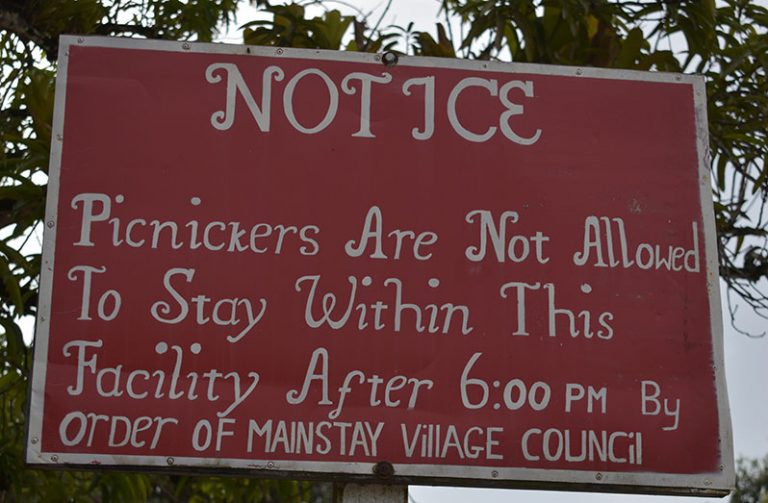 NOTICE
Picnickers Are Not Allowed
To Stay Within This
Facility After 6:00 PM By
Order OF MAINSTAY VillAGE COUNCil